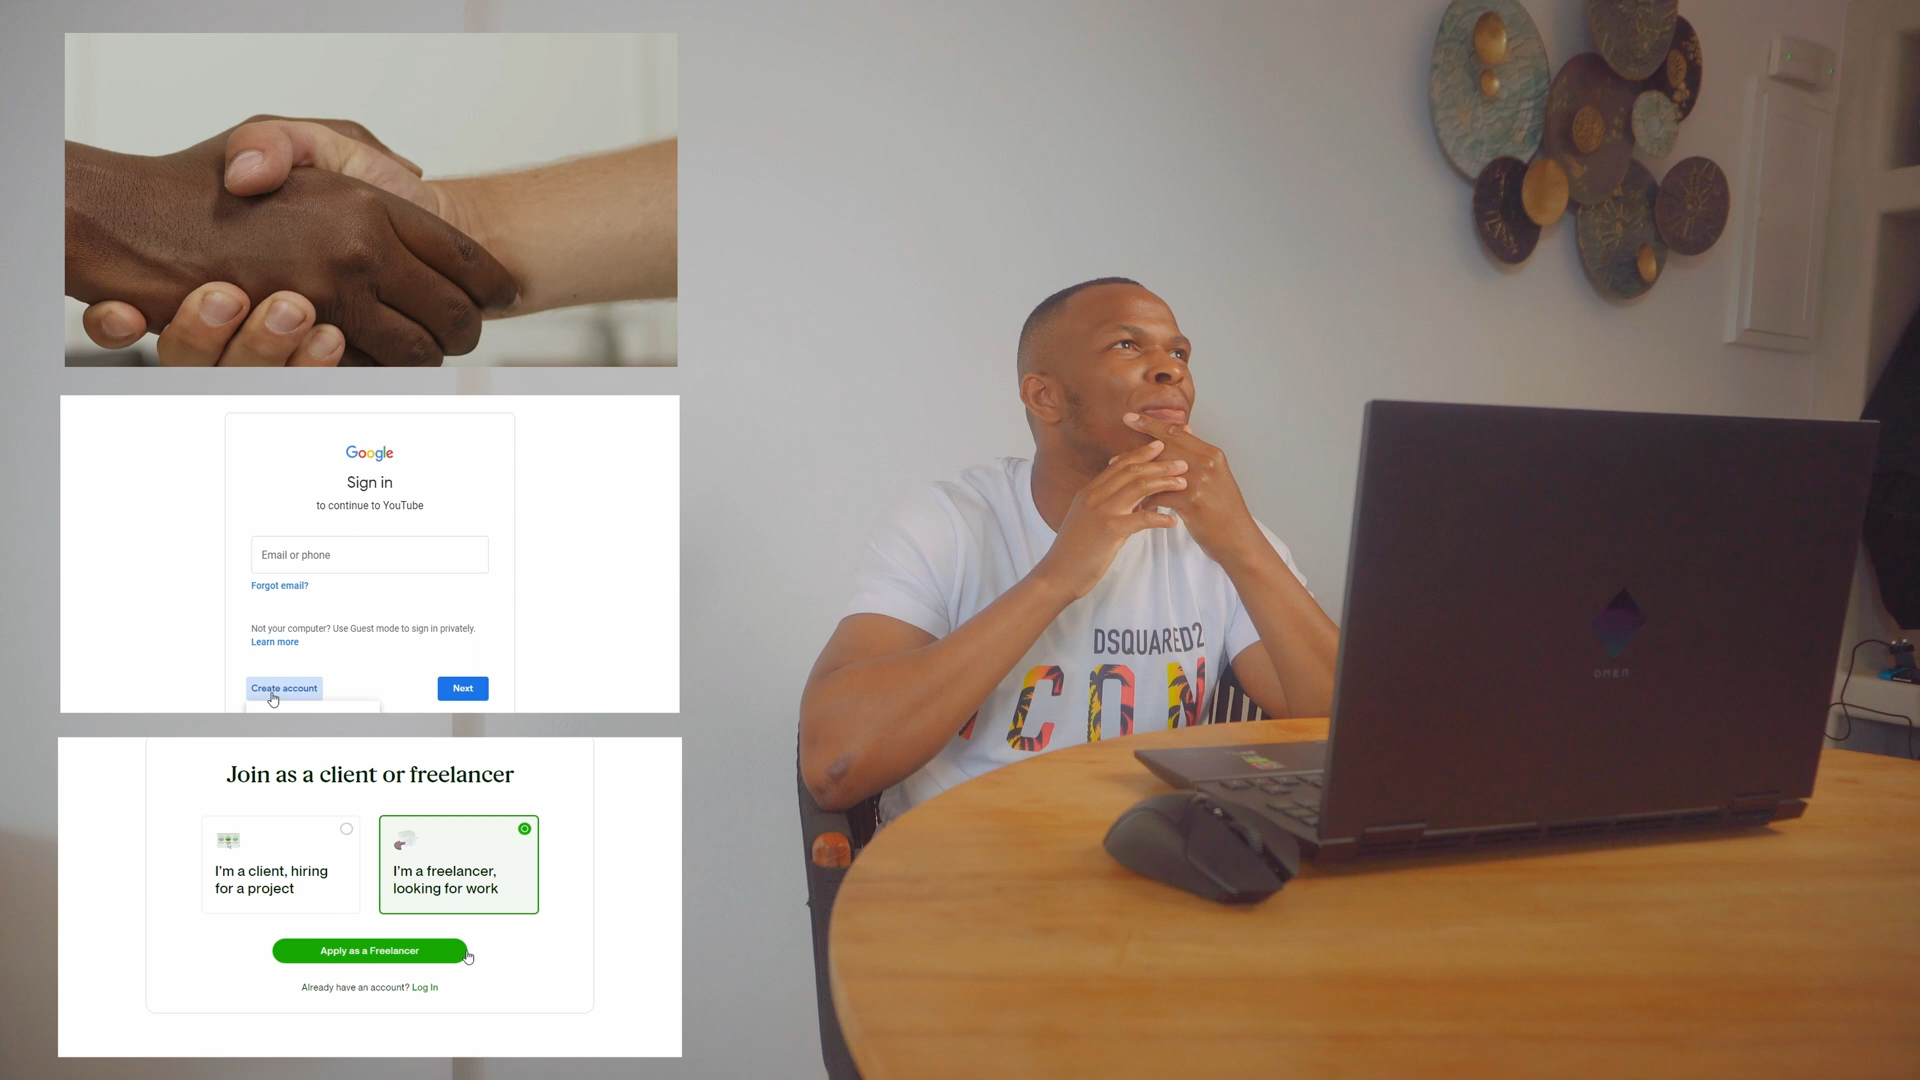 Google
Sign in
to continue to YouTube
Email or phone
Forgot email?
Not your computer? Use Guest mode to sign in privately.
Learn more
Create account
Next
Join as a client or freelancer
I'm a client, hiring
for a project
I'm a freelancer,
looking for work
Apply as a Freelancer
Already have an account? Log In
DSQUARED2
ICON
OMEN